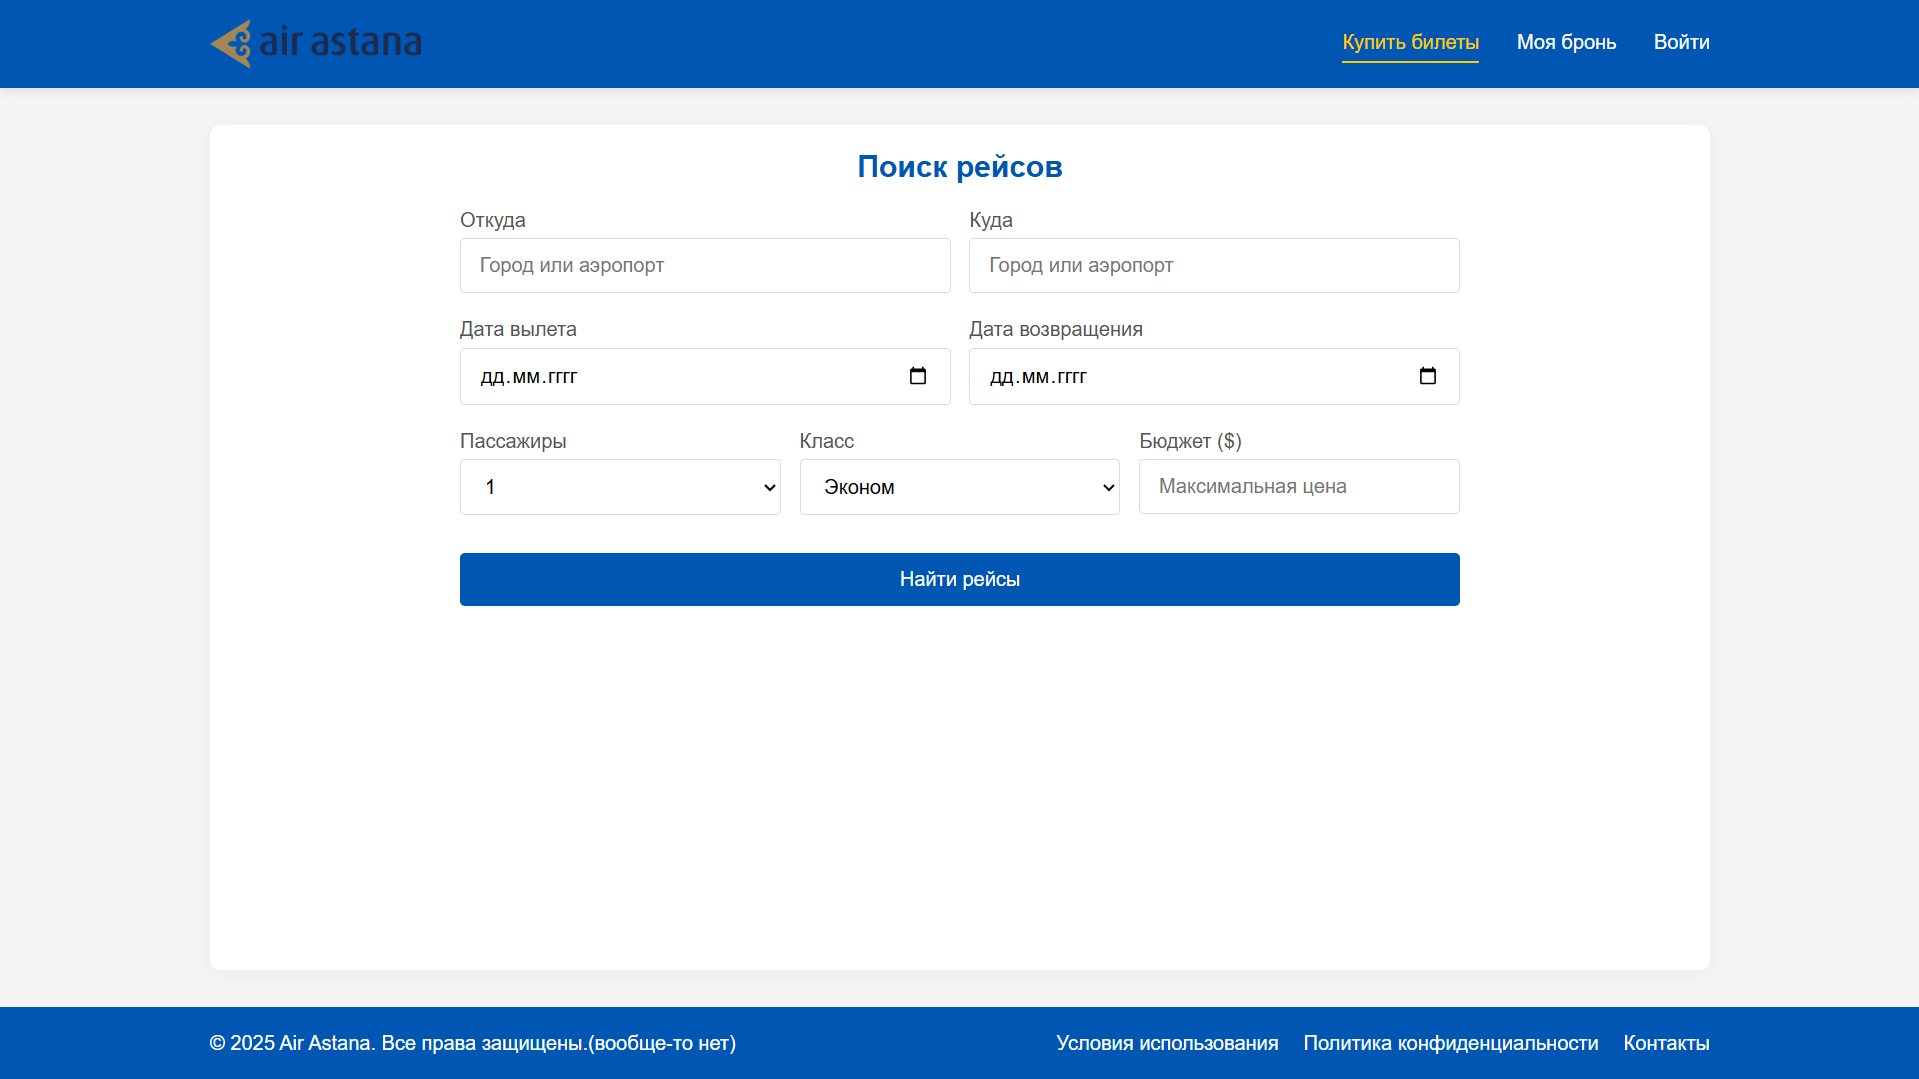 air astana
Купить билеты
Моя бронь
Войти
Поиск рейсов
Откуда
Куда
Город или аэропорт
Город или аэропорт
Дата вылета
Дата возвращения
дд.мм.гггг
дд.мм.гггг
Пассажиры
Класс
Бюджет ($)
1
Эконом
Максимальная цена
Найти рейсы
© 2025 Air Astana. Все права защищены.(вообще-то нет)
Условия использования
Политика конфиденциальности
Контакты